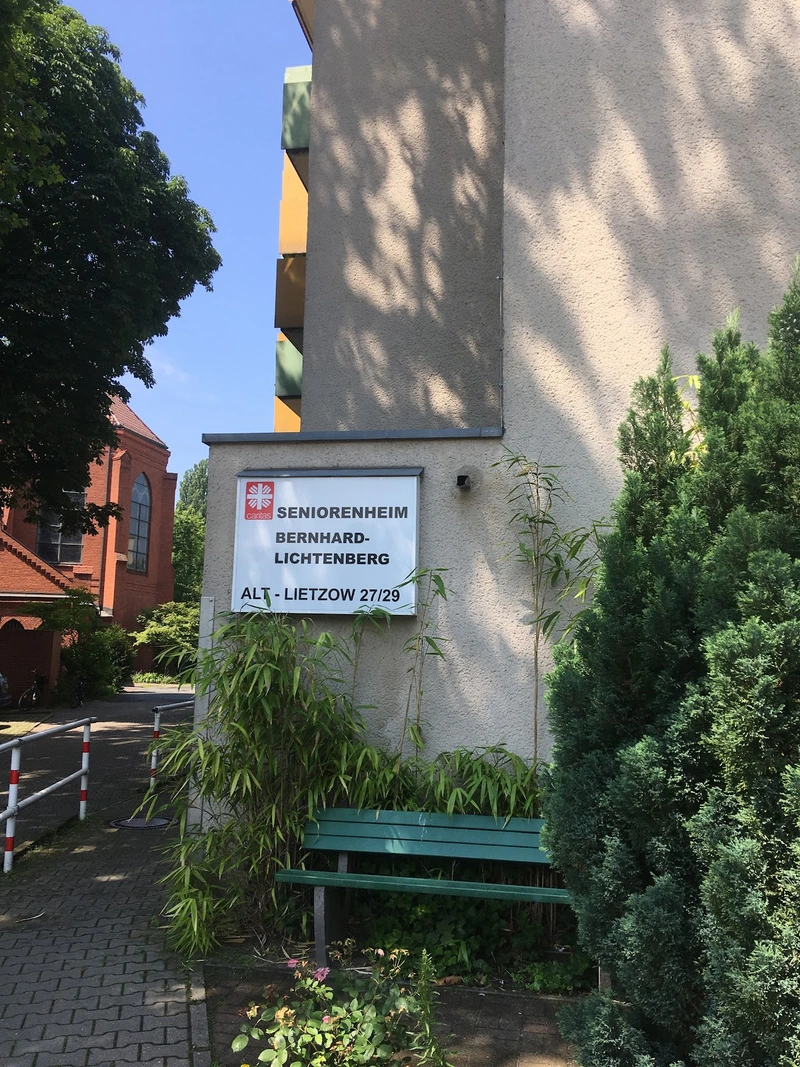 caritas
SENIORENHEIM
BERNHARD-
LICHTENBERG
ALT - LIETZOW 27/29